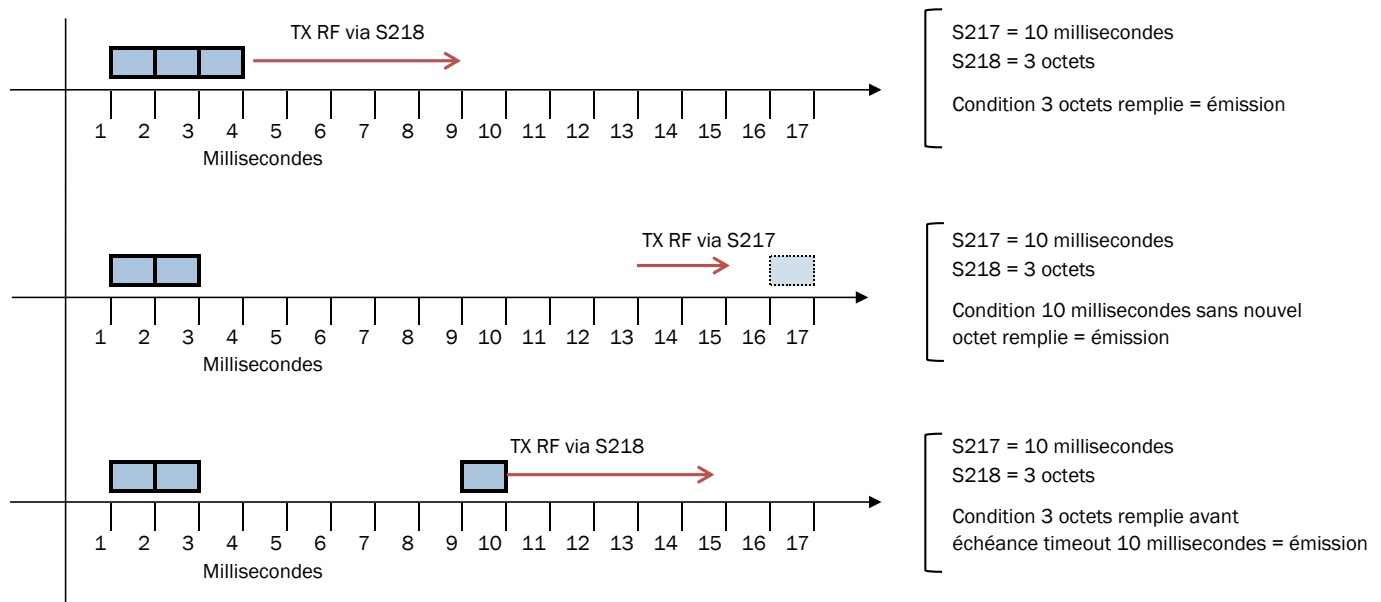 TX RF via S218
1 2 3 4 5 6 7 8 9 10 11 12 13 14 15 16 17
Millisecondes
S217 = 10 millisecondes
S218 = 3 octets
Condition 3 octets remplie = émission
TX RF via S217
1 2 3 4 5 6 7 8 9 10 11 12 13 14 15 16 17
Millisecondes
S217 = 10 millisecondes
S218 = 3 octets
Condition 10 millisecondes sans nouvel
octet remplie = émission
TX RF via S218
1 2 3 4 5 6 7 8 9 10 11 12 13 14 15 16 17
Millisecondes
S217 = 10 millisecondes
S218 = 3 octets
Condition 3 octets remplie avant
échéance timeout 10 millisecondes = émission